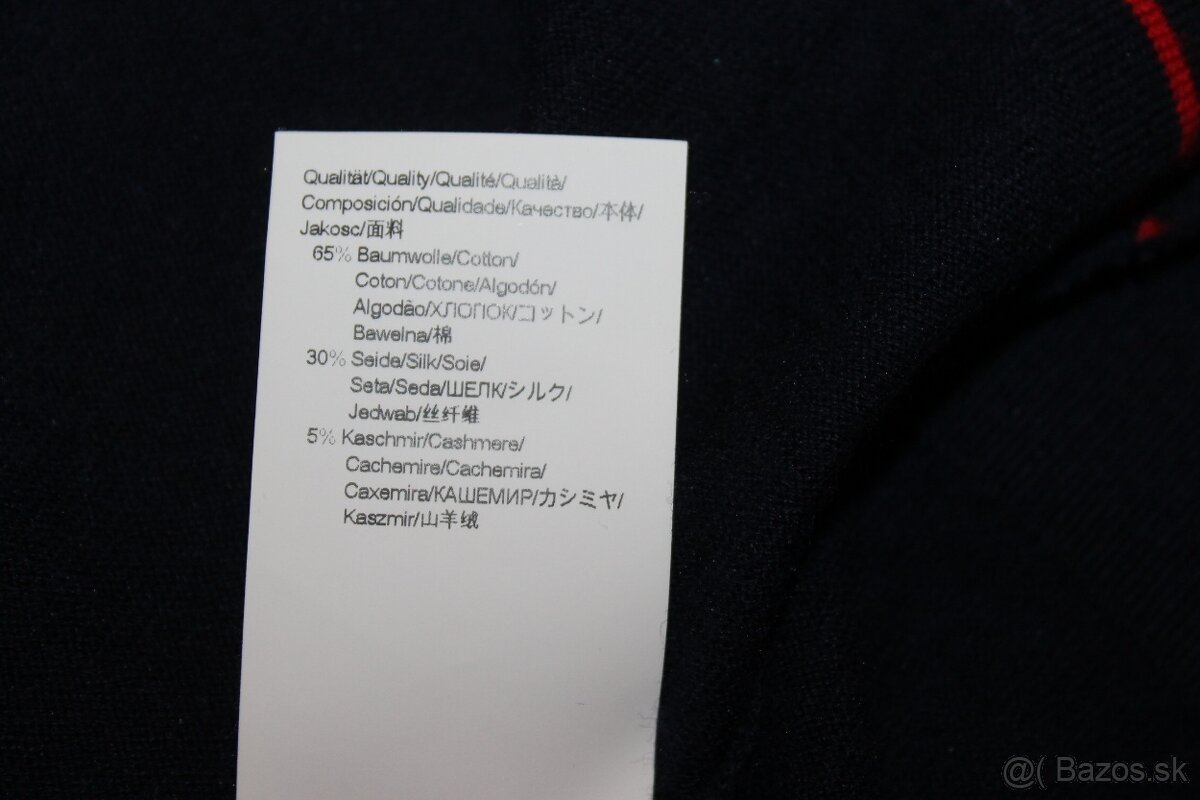 Qualität/Quality/Qualité/Qualità/
Composición/Qualidade/Качество/本体/
Jakosc/面料
65% Baumwolle/Cotton/
Coton/Cotone/Algodón/
Algodão/ХЛОПОК/コットン/
Bawelna/棉
30% Seide/Silk/Soie/
Seta/Seda/ШЕЛК/シルク/
Jedwab/丝纤维
5% Kaschmir/Cashmere/
Cachemire/Cachemira/
Caxemira/КАШЕМИР/カシミヤ/
Kaszmir/山羊绒
@( Bazos.sk